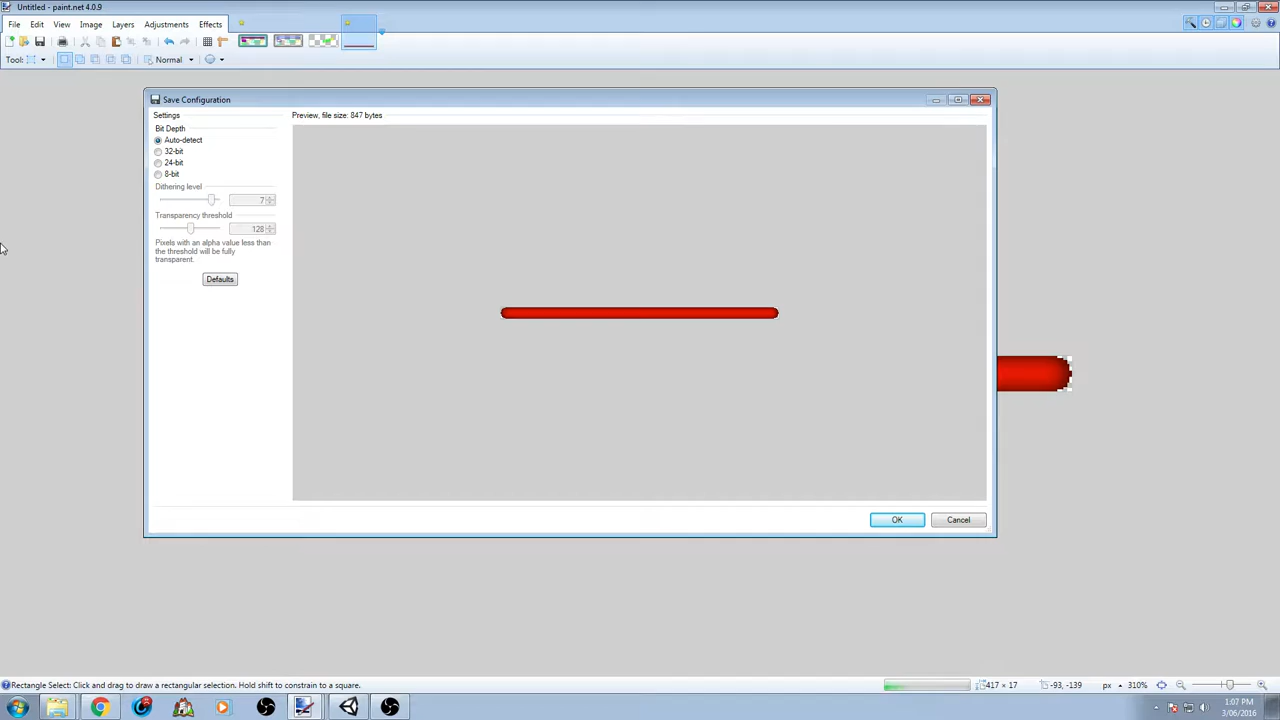 Untitled - paint.net 4.0.9
File Edit View Image Layers Adjustments Effects
Tool: Normal
Save Configuration
Settings
Preview, file size: 847 bytes
Bit Depth
Auto-detect
32-bit
24-bit
8-bit
Dithering level
7
Transparency threshold
128
Pixels with an alpha value less than
the threshold will be fully
transparent.
Defaults
OK Cancel
Rectangle Select: Click and drag to draw a rectangular selection. Hold shift to constrain to a square.
417 × 17 -93, -139 px 310%
1:07 PM
3/06/2016